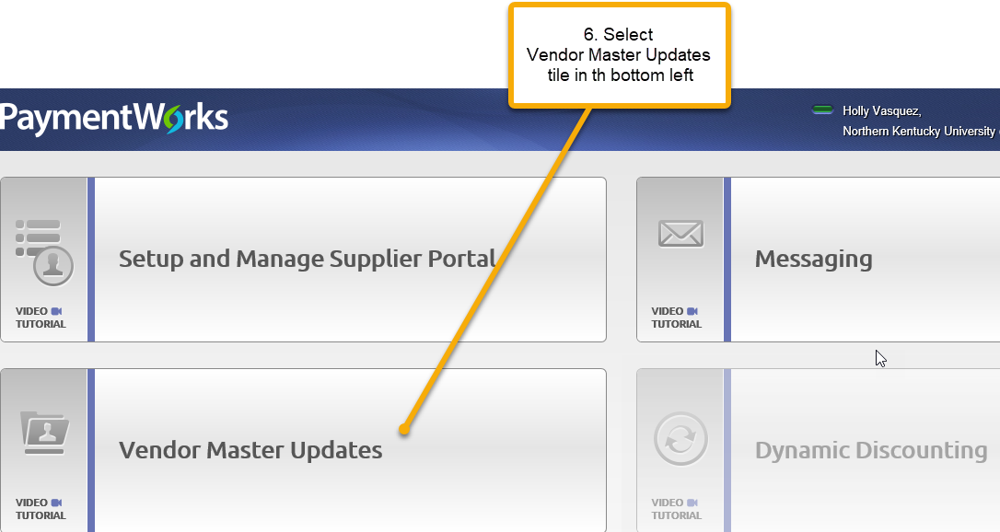 6. Select
Vendor Master Updates
tile in th bottom left
PaymentWorks
Holly Vasquez,
Northern Kentucky University
Setup and Manage Supplier Portal
VIDEO
TUTORIAL
Messaging
VIDEO
TUTORIAL
Vendor Master Updates
VIDEO
TUTORIAL
Dynamic Discounting
VIDEO
TUTORIAL